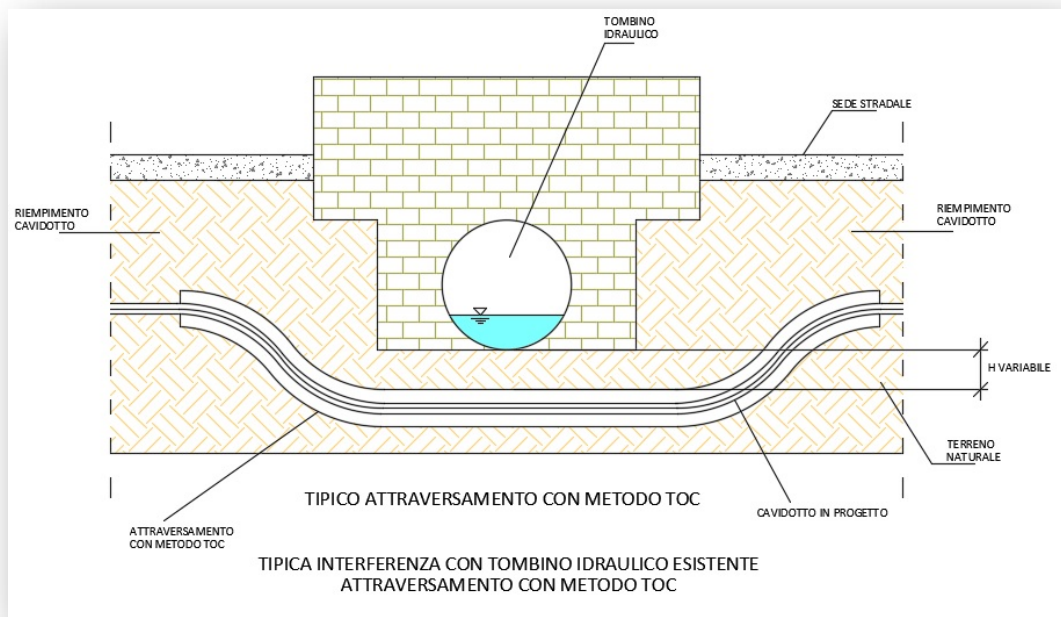 TOMBINO
IDRAULICO
SEDE STRADALE
RIEMPIMENTO
CAVIDOTTO
RIEMPIMENTO
CAVIDOTTO
H VARIABILE
TERRENO
NATURALE
TIPICO ATTRAVERSAMENTO CON METODO TOC
CAVIDOTTO IN PROGETTO
ATTRAVERSAMENTO
CON METODO TOC
TIPICA INTERFERENZA CON TOMBINO IDRAULICO ESISTENTE
ATTRAVERSAMENTO CON METODO TOC